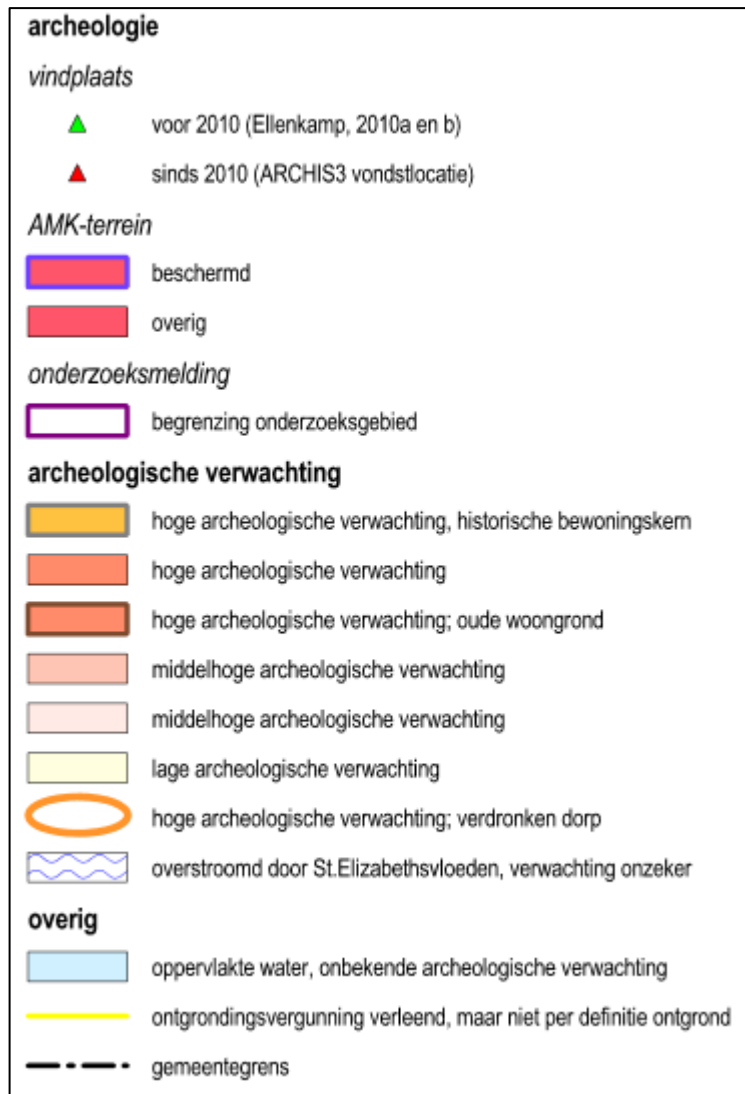 archeologie
vindplaats
voor 2010 (Ellenkamp, 2010a en b)
sinds 2010 (ARCHIS3 vondstlocatie)
AMK-terrein
beschermd
overig
onderzoeksmelding
begrenzing onderzoeksgebied
archeologische verwachting
hoge archeologische verwachting, historische bewoningskern
hoge archeologische verwachting
hoge archeologische verwachting; oude woongrond
middelhoge archeologische verwachting
middelhoge archeologische verwachting
lage archeologische verwachting
hoge archeologische verwachting; verdronken dorp
overstroomd door St.Elizabethsvloeden, verwachting onzeker
overig
oppervlakte water, onbekende archeologische verwachting
ontgrondingsvergunning verleend, maar niet per definitie ontgrond
gemeentegrens